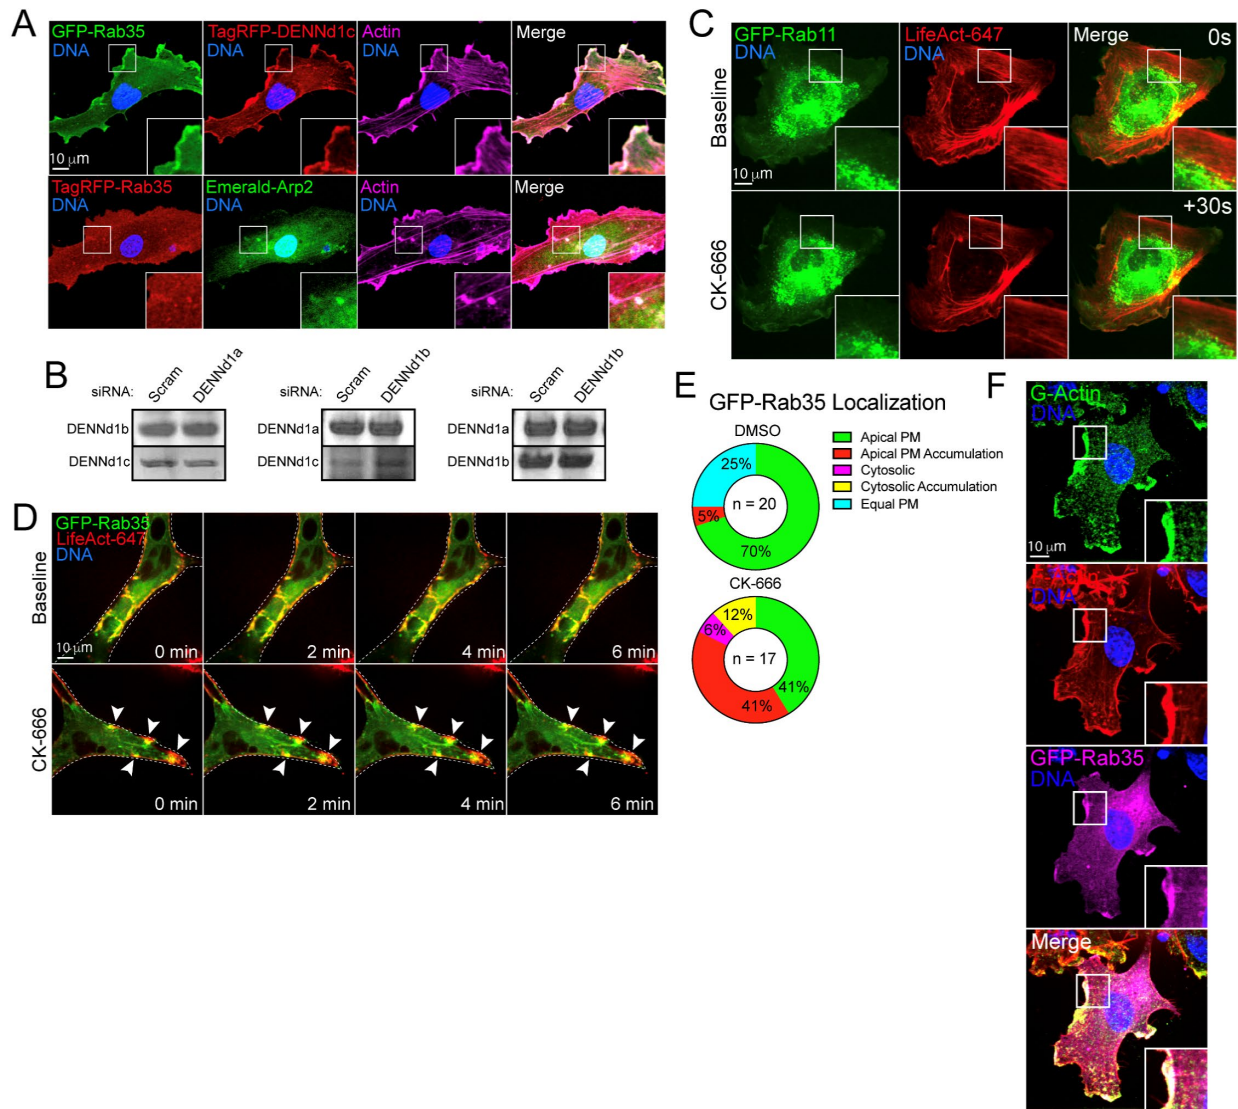 A
GFP-Rab35
DNA
TagRFP-DENNd1c
DNA
Actin
DNA
Merge
10 μm
TagRFP-Rab35
DNA
Emerald-Arp2
DNA
Actin
DNA
Merge
B
siRNA:
Scram
DENNd1a
DENNd1b
DENNd1c
siRNA:
Scram
DENNd1b
DENNd1a
DENNd1c
siRNA:
Scram
DENNd1b
DENNd1a
DENNd1b
C
GFP-Rab11
DNA
LifeAct-647
DNA
Merge
0s
Baseline
10 μm
+30s
CK-666
D
GFP-Rab35
LifeAct-647
DNA
Baseline
10 μm
0 min
2 min
4 min
6 min
CK-666
0 min
2 min
4 min
6 min
E
GFP-Rab35 Localization
DMSO
25%
5%
70%
n = 20
Apical PM
Apical PM Accumulation
Cytosolic
Cytosolic Accumulation
Equal PM
CK-666
12%
6%
41%
41%
n = 17
F
G-Actin
DNA
10 μm
F-Actin
DNA
GFP-Rab35
DNA
Merge